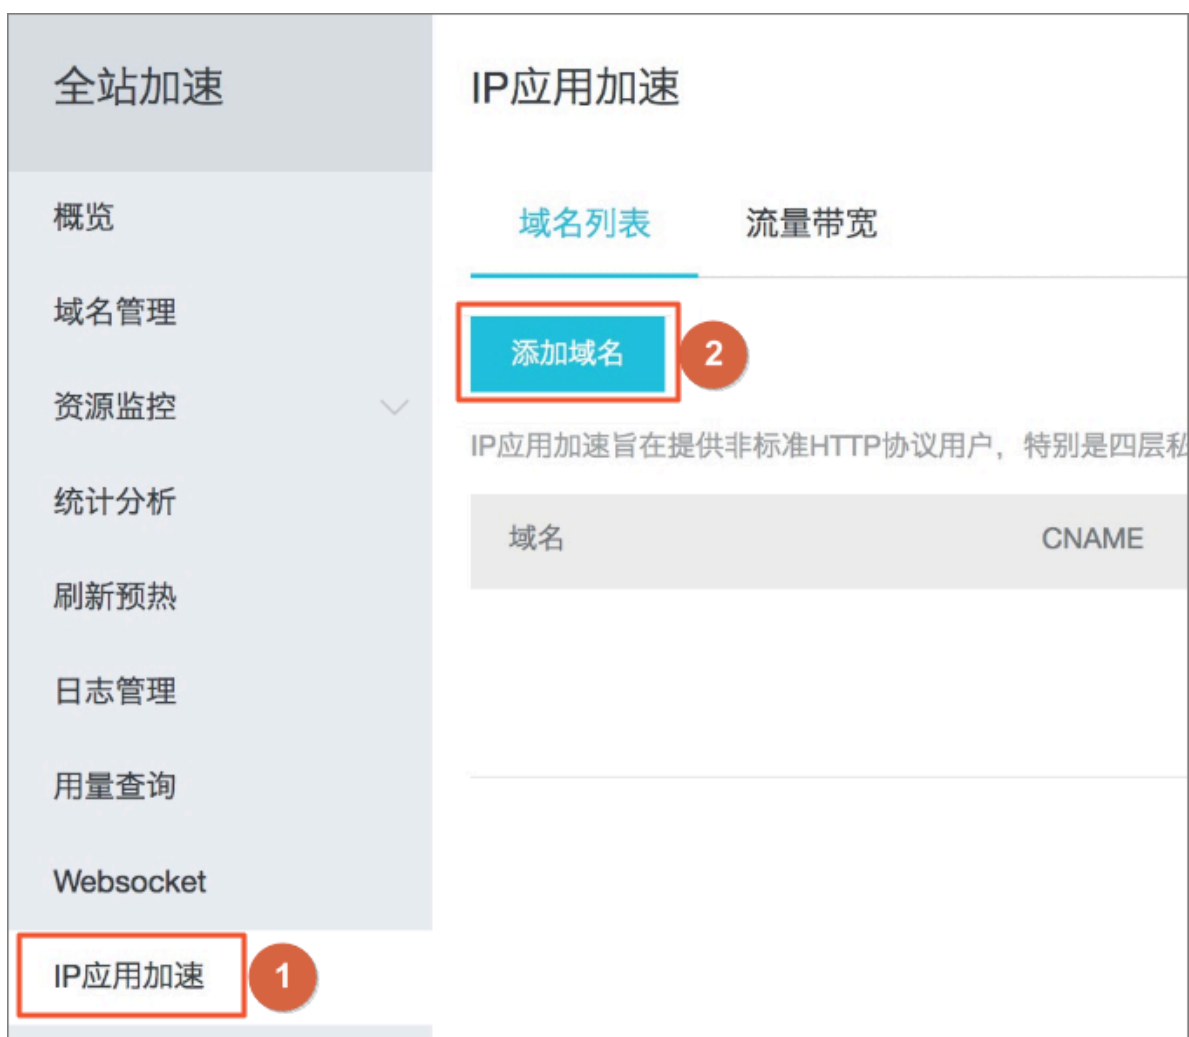 全站加速
概览
域名管理
资源监控
统计分析
刷新预热
日志管理
用量查询
Websocket
IP应用加速
1
IP应用加速
域名列表
流量带宽
添加域名
2
IP应用加速旨在提供非标准HTTP协议用户，特别是四层私
域名
CNAME